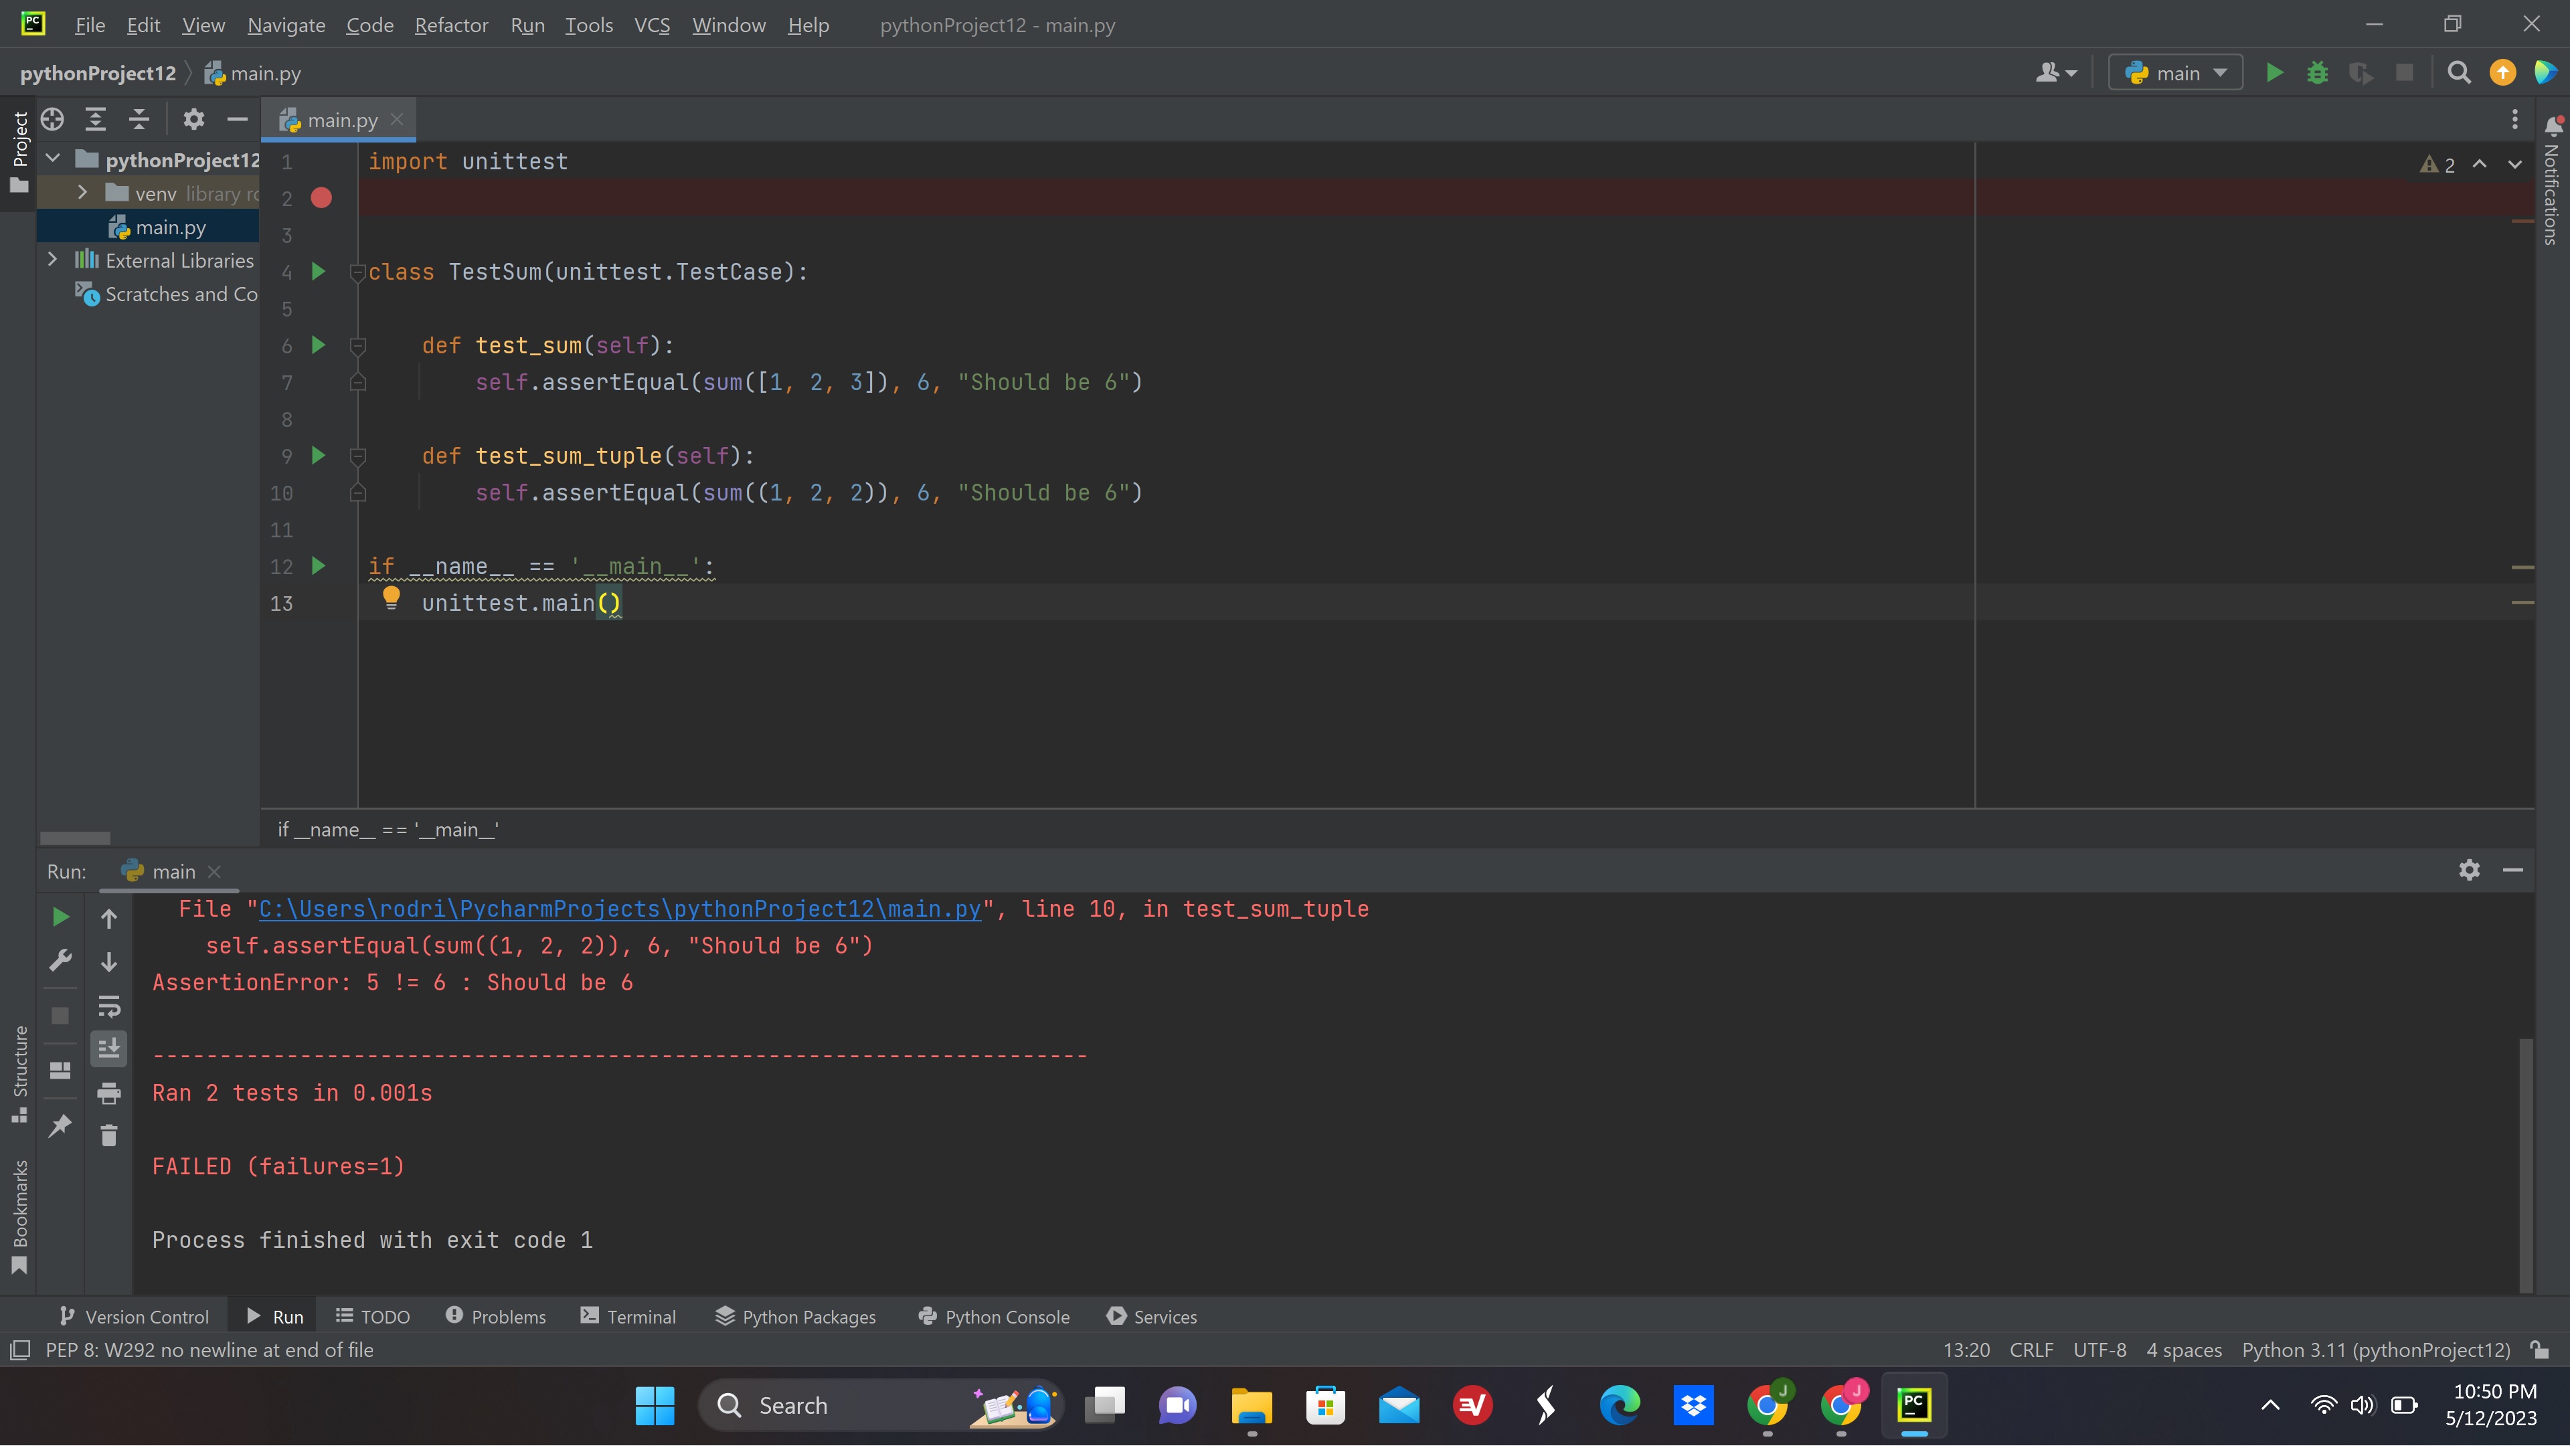 File Edit View Navigate Code Refactor Run Tools VCS Window Help pythonProject12 - main.py
pythonProject12 main.py main
Project
main.py
pythonProject12
venv library
main.py
External Libraries
Scratches and Co
1 import unittest
2
3
4 class TestSum(unittest.TestCase):
5
6 def test_sum(self):
7 self.assertEqual(sum([1, 2, 3]), 6, "Should be 6")
8
9 def test_sum_tuple(self):
10 self.assertEqual(sum((1, 2, 2)), 6, "Should be 6")
11
12 if __name__ == '__main__':
13 unittest.main()
2
Notifications
if __name__ == '__main__'
Run: main
File "C:\Users\rodri\PycharmProjects\pythonProject12\main.py", line 10, in test_sum_tuple
self.assertEqual(sum((1, 2, 2)), 6, "Should be 6")
AssertionError: 5 != 6 : Should be 6
----------------------------------------------------------------------
Ran 2 tests in 0.001s
FAILED (failures=1)
Process finished with exit code 1
Structure
Bookmarks
Version Control Run TODO Problems Terminal Python Packages Python Console Services
PEP 8: W292 no newline at end of file 13:20 CRLF UTF-8 4 spaces Python 3.11 (pythonProject12)
Search
10:50 PM
5/12/2023